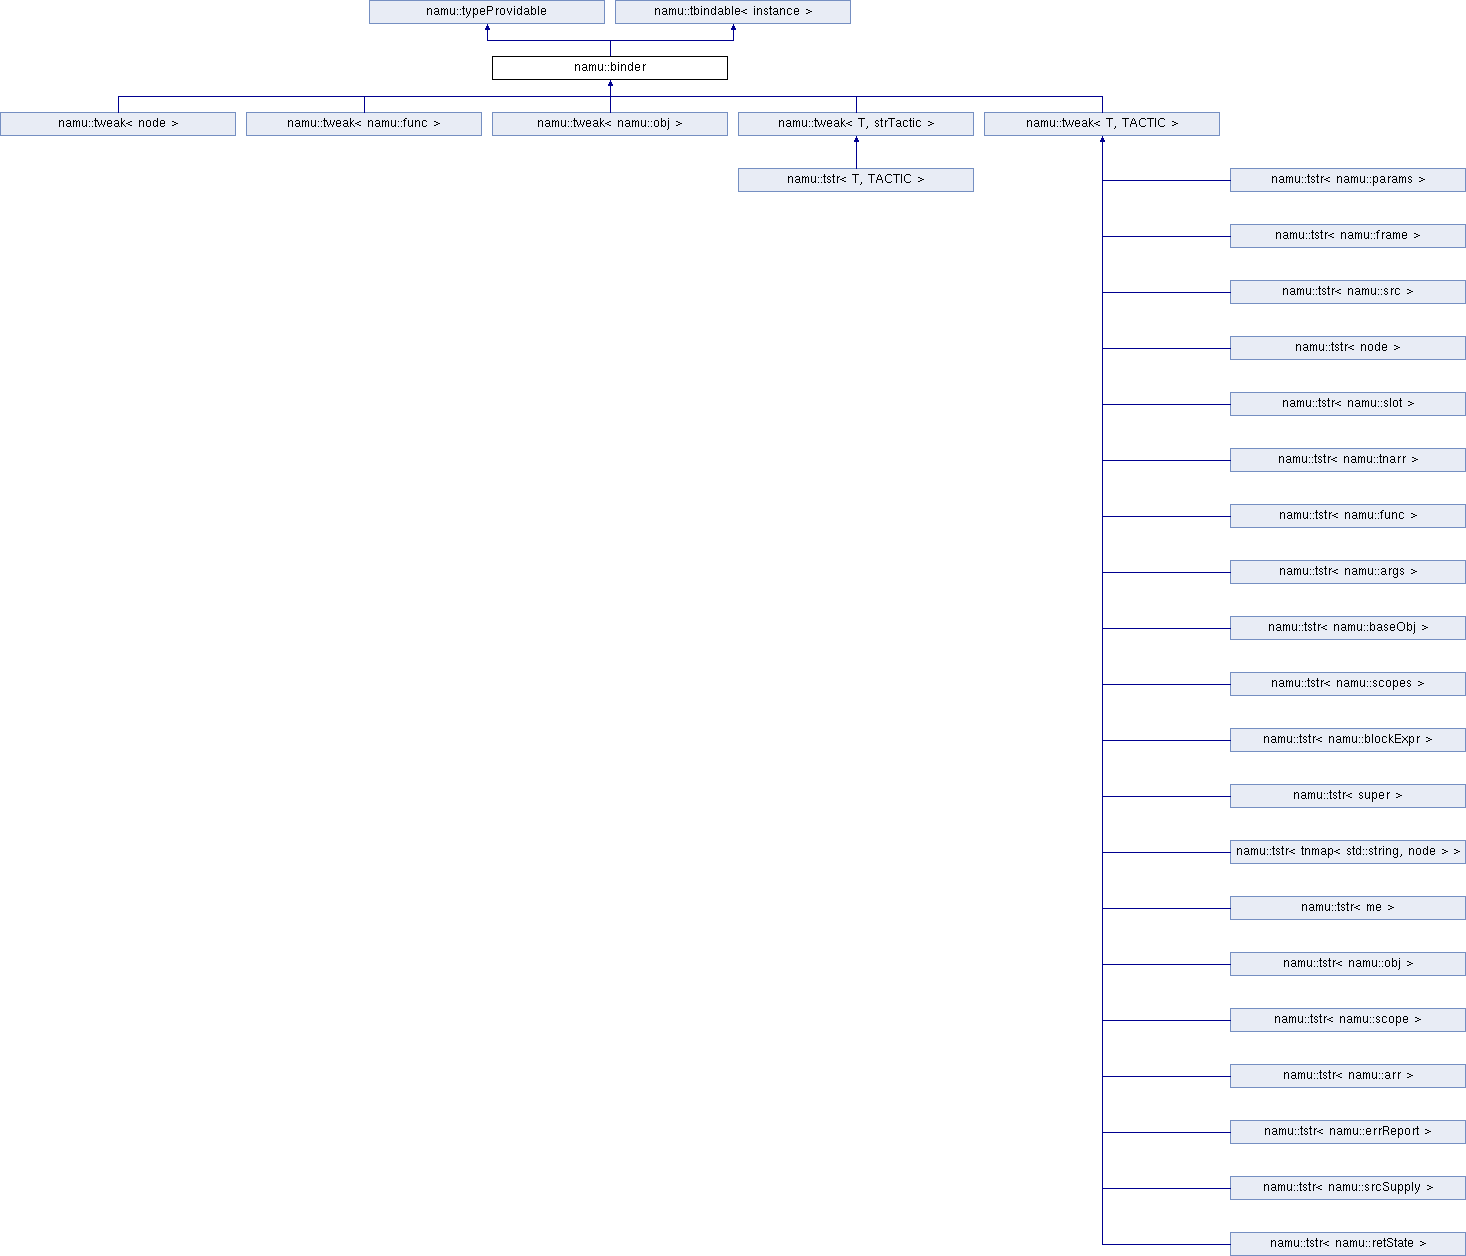 namu::typeProvidable
namu::tbindable< instance >
namu::binder
namu::tweak< node >
namu::tweak< namu::func >
namu::tweak< namu::obj >
namu::tweak< T, strTactic >
namu::tweak< T, TACTIC >
namu::tstr< T, TACTIC >
namu::tstr< namu::params >
namu::tstr< namu::frame >
namu::tstr< namu::src >
namu::tstr< node >
namu::tstr< namu::slot >
namu::tstr< namu::tnarr >
namu::tstr< namu::func >
namu::tstr< namu::args >
namu::tstr< namu::baseObj >
namu::tstr< namu::scopes >
namu::tstr< namu::blockExpr >
namu::tstr< super >
namu::tstr< tnmap< std::string, node > >
namu::tstr< me >
namu::tstr< namu::obj >
namu::tstr< namu::scope >
namu::tstr< namu::arr >
namu::tstr< namu::errReport >
namu::tstr< namu::srcSupply >
namu::tstr< namu::retState >